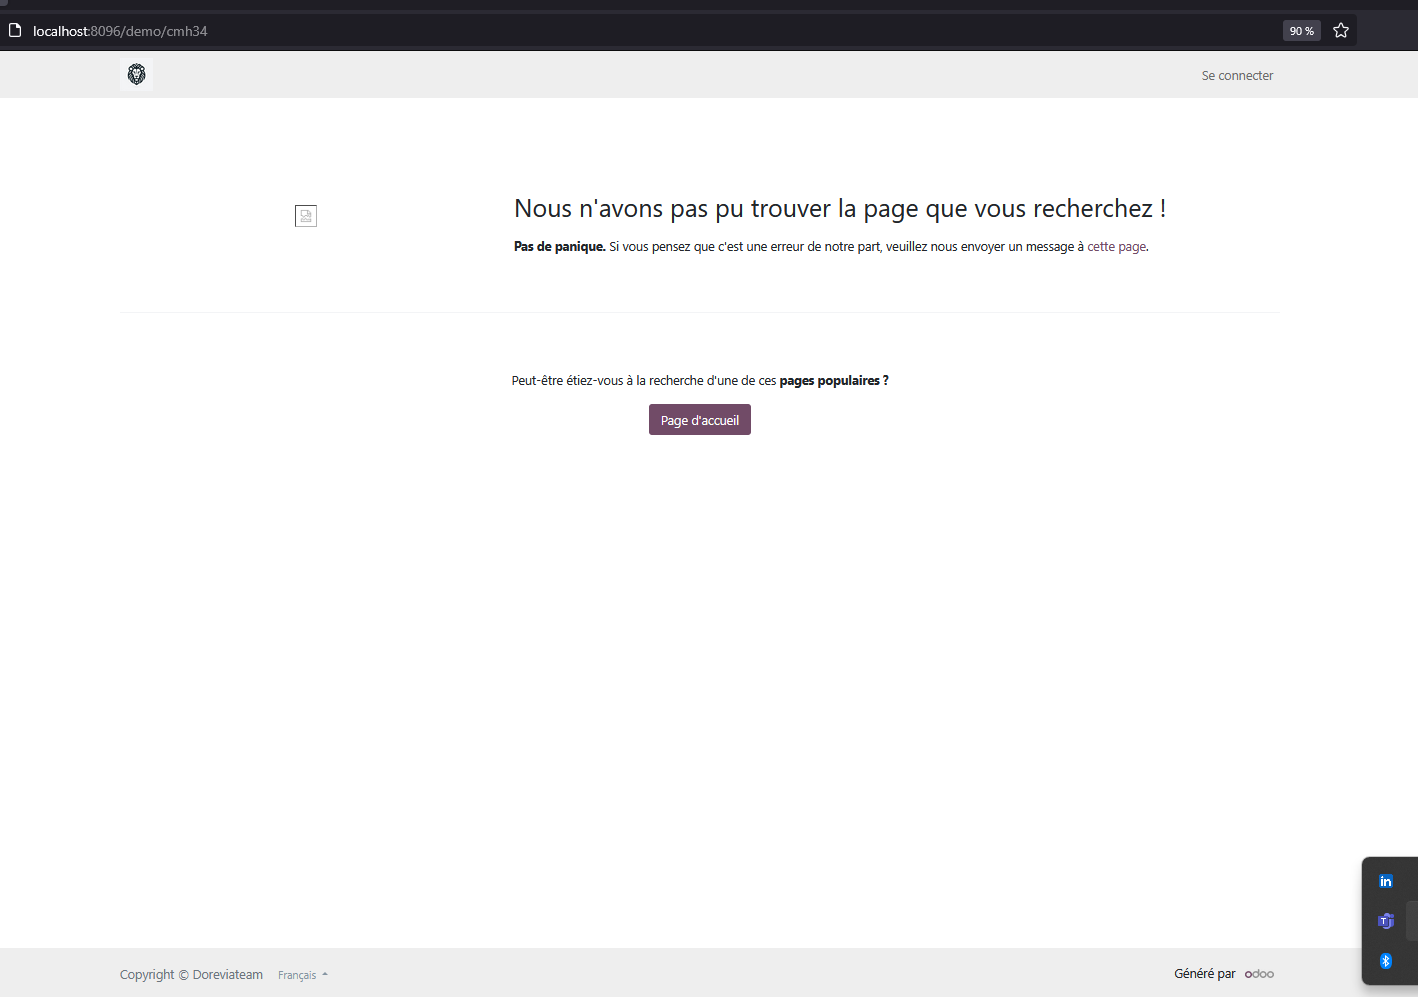 localhost:8096/demo/cmh34
90 %
Se connecter
Nous n'avons pas pu trouver la page que vous recherchez !
Pas de panique. Si vous pensez que c'est une erreur de notre part, veuillez nous envoyer un message à cette page.
Peut-être étiez-vous à la recherche d'une de ces pages populaires ?
Page d'accueil
in
T
Copyright © Doreviateam Français
Généré par odoo